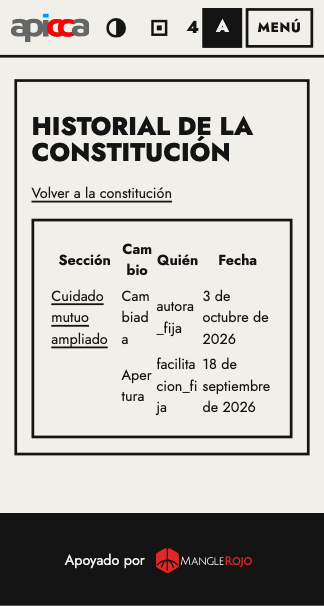 apicca 4 A MENÚ
HISTORIAL DE LA
CONSTITUCIÓN
Volver a la constitución
Sección Cam
bio Quién Fecha
Cuidado
mutuo
ampliado
Cam
biad
a
autora
_fija
3 de
octubre de
2026
Aper
tura
facilita
cion_fi
ja
18 de
septiembre
de 2026
Apoyado por MANGLEROJO